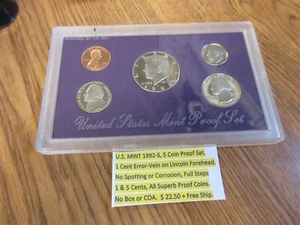 United States Mint Proof Set
U.S. MINT 1992-S, 5 Coin Proof Set.
1 Cent Error-Vein on Lincoln Forehead.
No Spotting or Corrosion, Full Steps
1 & 5 Cents, All Superb Proof Coins.
No Box or COA. $ 22.50 + Free Ship.